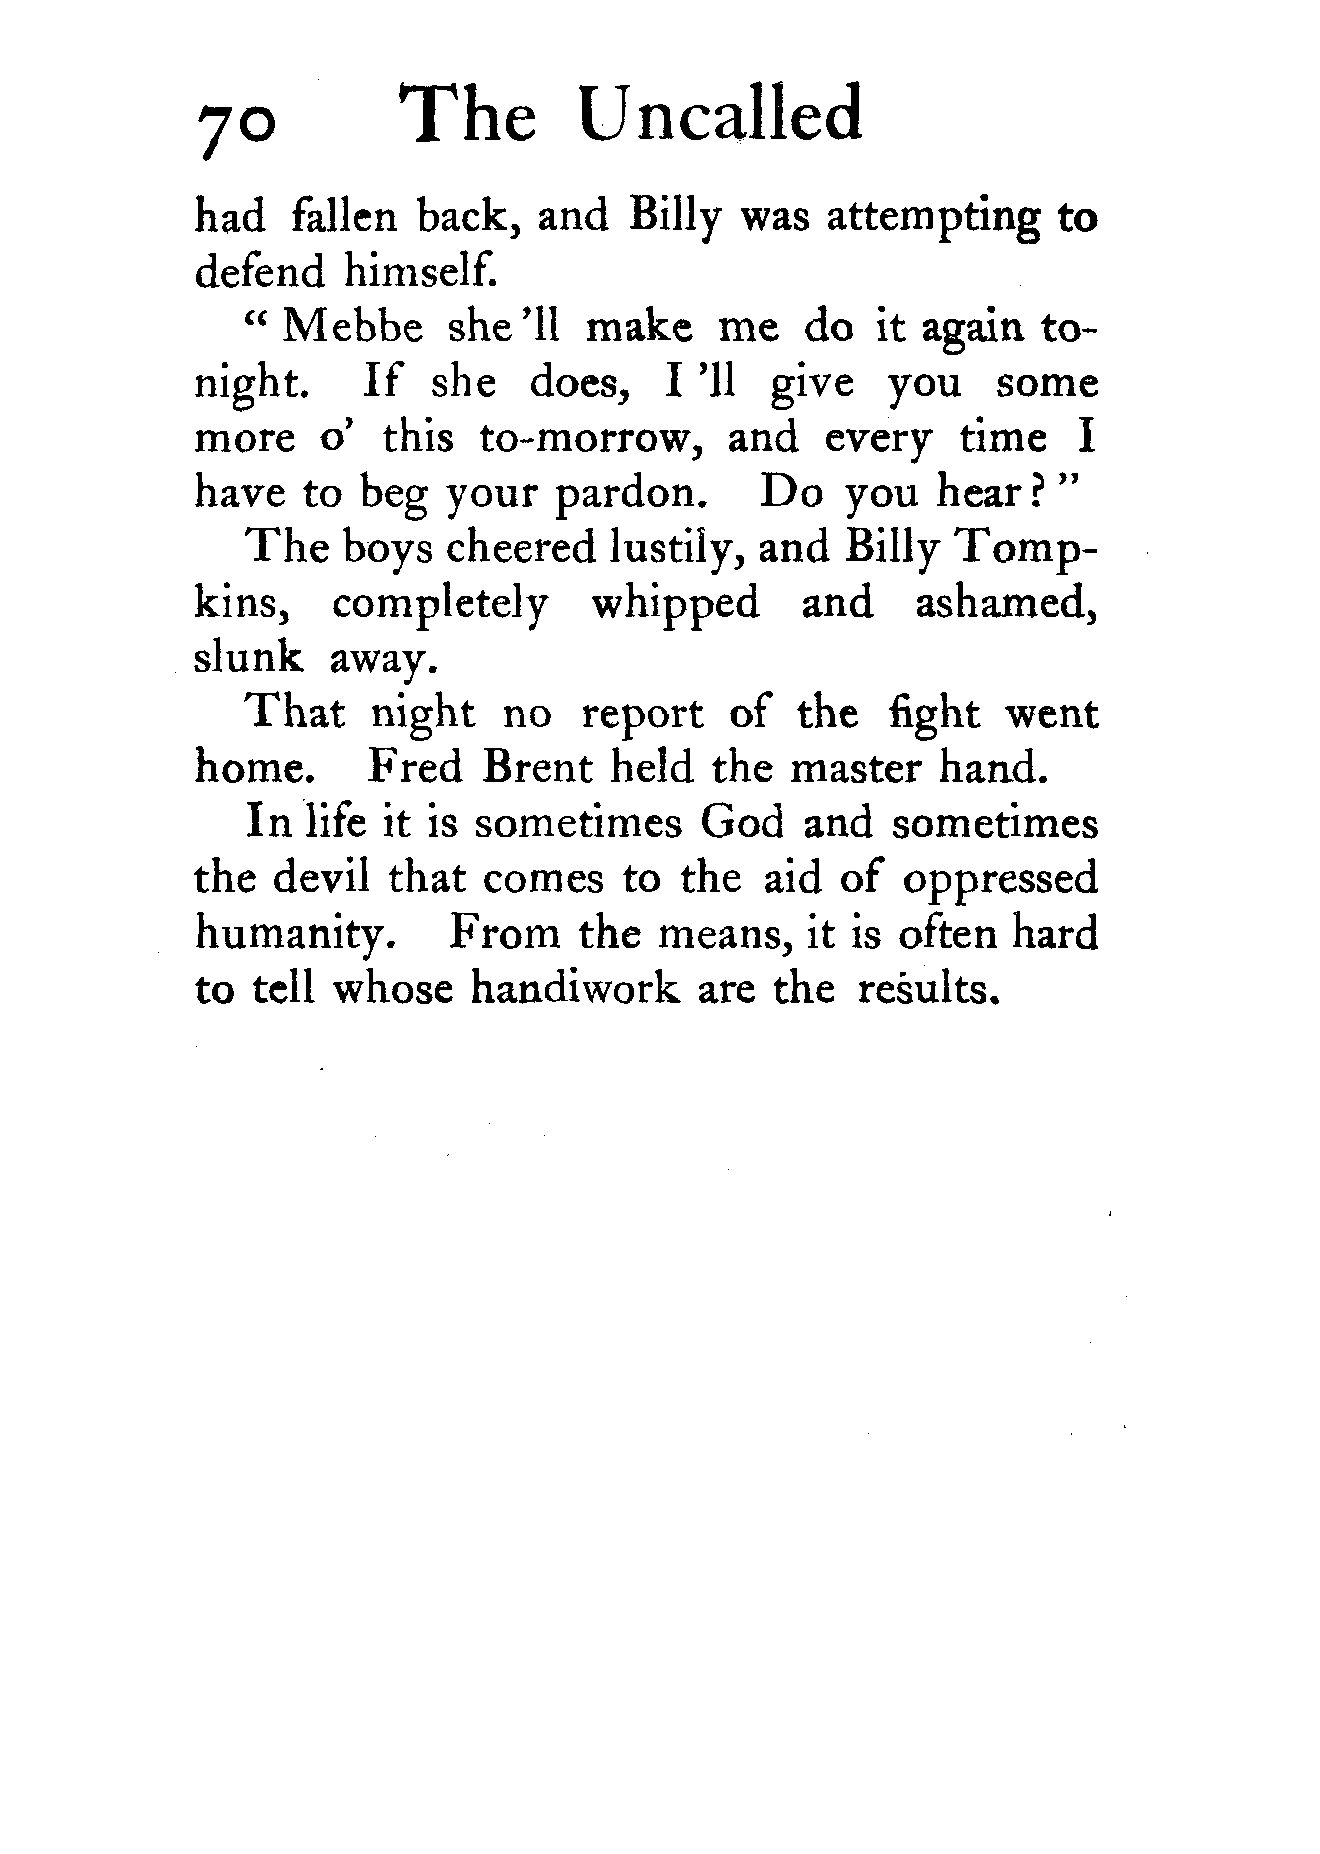 70 The Uncalled
had fallen back, and Billy was attempting to
defend himself.
“ Mebbe she ’ll make me do it again to-
night. If she does, I ’ll give you some
more o’ this to-morrow, and every time I
have to beg your pardon. Do you hear? ”
The boys cheered lustily, and Billy Tomp-
kins, completely whipped and ashamed,
slunk away.
That night no report of the fight went
home. Fred Brent held the master hand.
In life it is sometimes God and sometimes
the devil that comes to the aid of oppressed
humanity. From the means, it is often hard
to tell whose handiwork are the results.